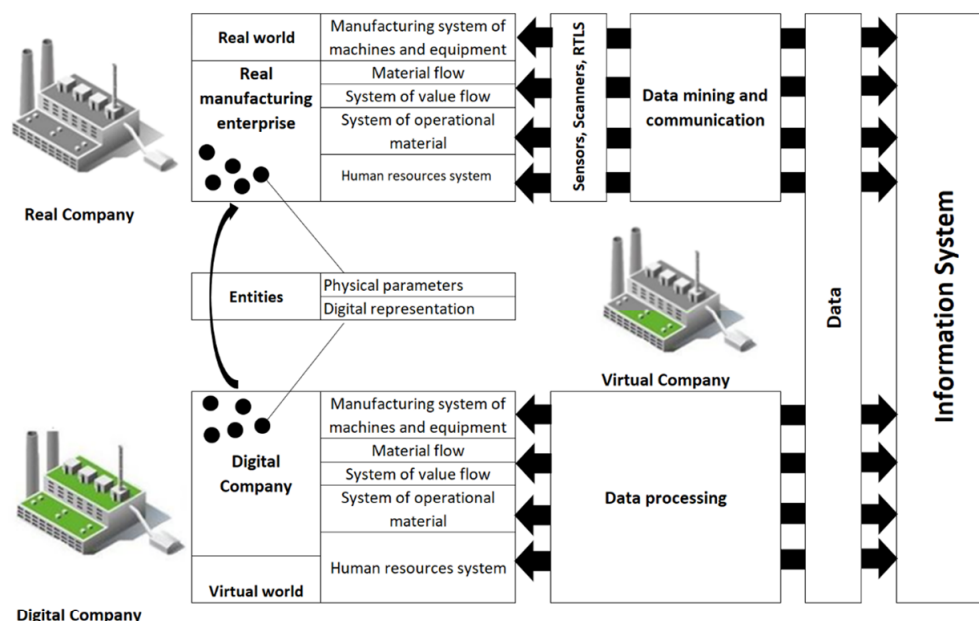 Real world
Manufacturing system of
machines and equipment
Real
manufacturing
enterprise
Material flow
System of value flow
System of operational
material
Human resources system
Sensors, Scanners, RTLS
Data mining and
communication
Real Company
Entities
Physical parameters
Digital representation
Virtual Company
Data
Information System
Digital
Company
Manufacturing system of
machines and equipment
Material flow
System of value flow
System of operational
material
Human resources system
Virtual world
Data processing
Digital Company